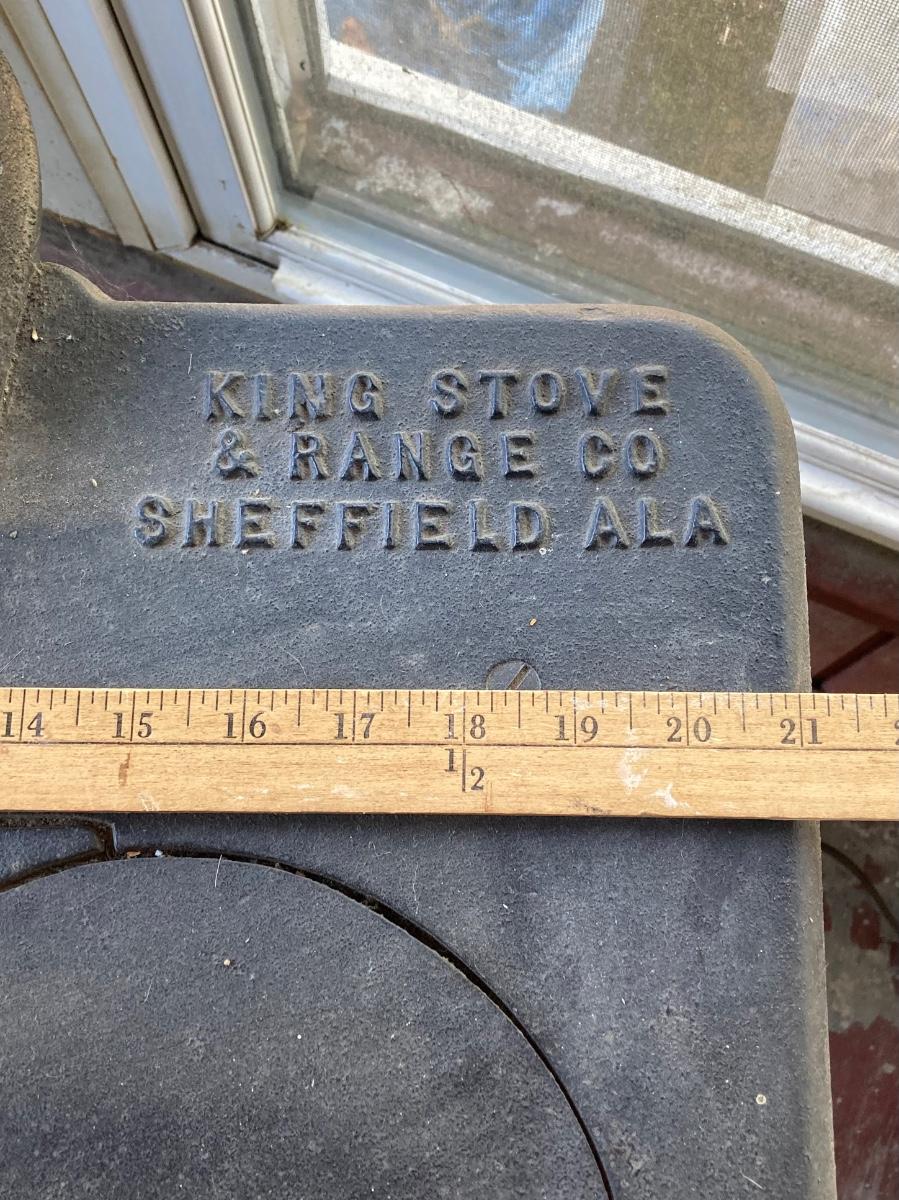 KING STOVE
& RANGE CO
SHEFFIELD ALA
14 15 16 17 18 19 20 21
1/2